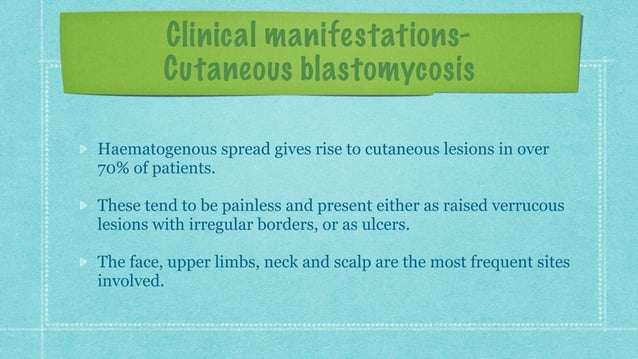 Clinical manifestations-
Cutaneous blastomycosis
Haematogenous spread gives rise to cutaneous lesions in over
70% of patients.
These tend to be painless and present either as raised verrucous
lesions with irregular borders, or as ulcers.
The face, upper limbs, neck and scalp are the most frequent sites
involved.